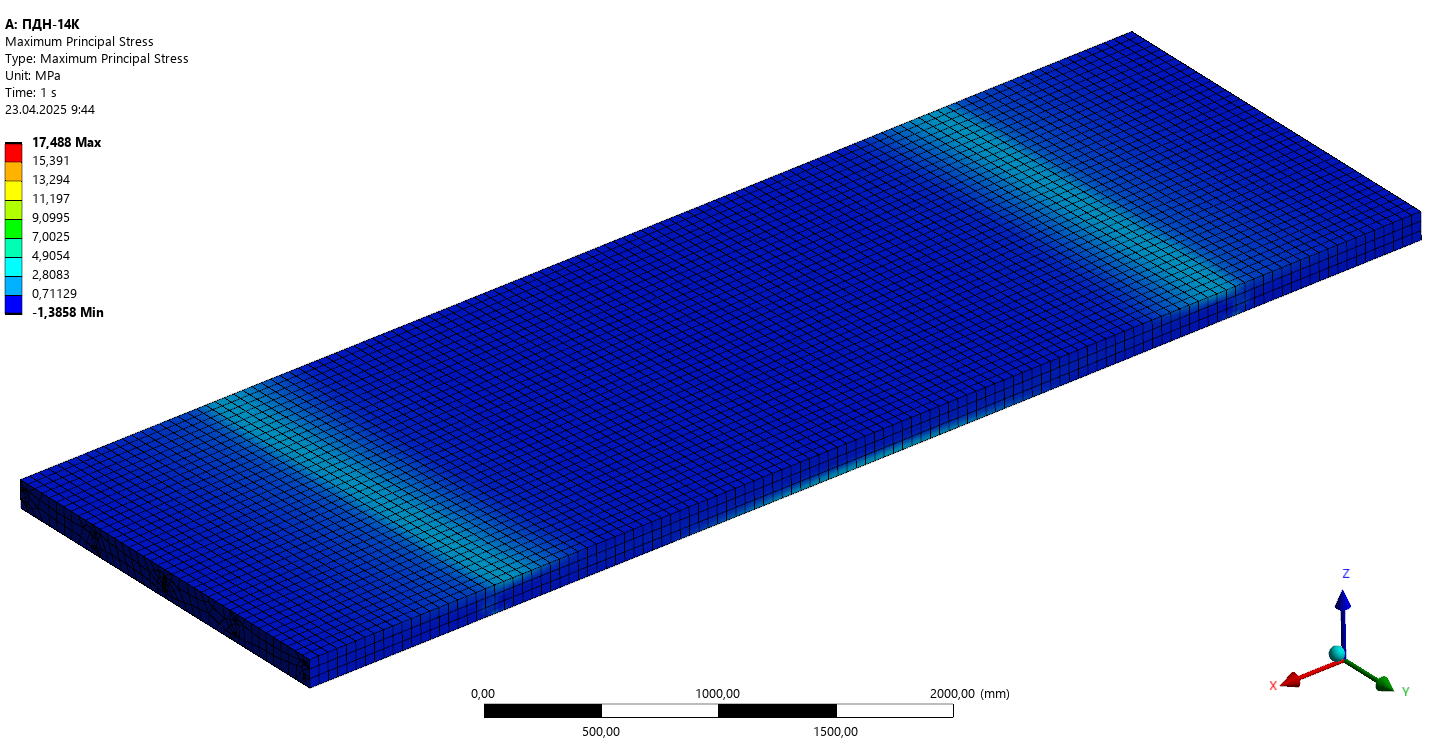 A: ПДН-14К
Maximum Principal Stress
Type: Maximum Principal Stress
Unit: MPa
Time: 1 s
23.04.2025 9:44
17,488 Max
15,391
13,294
11,197
9,0995
7,0025
4,9054
2,8083
0,71129
-1,3858 Min
Z
X
Y
0,00 1000,00 2000,00 (mm)
500,00 1500,00